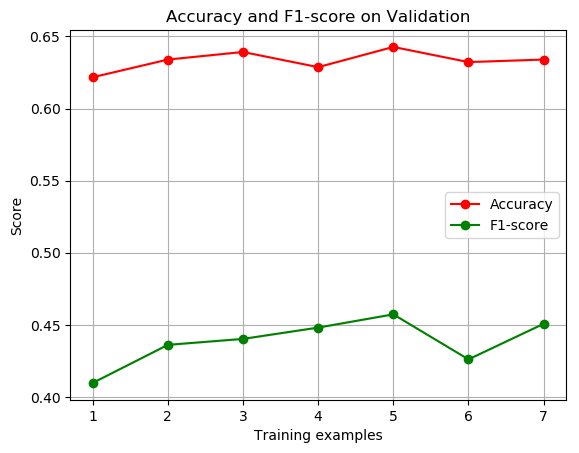 Accuracy and F1-score on Validation
0.65
0.60
0.55
0.50
0.45
0.40
Score
Accuracy
F1-score
1 2 3 4 5 6 7
Training examples